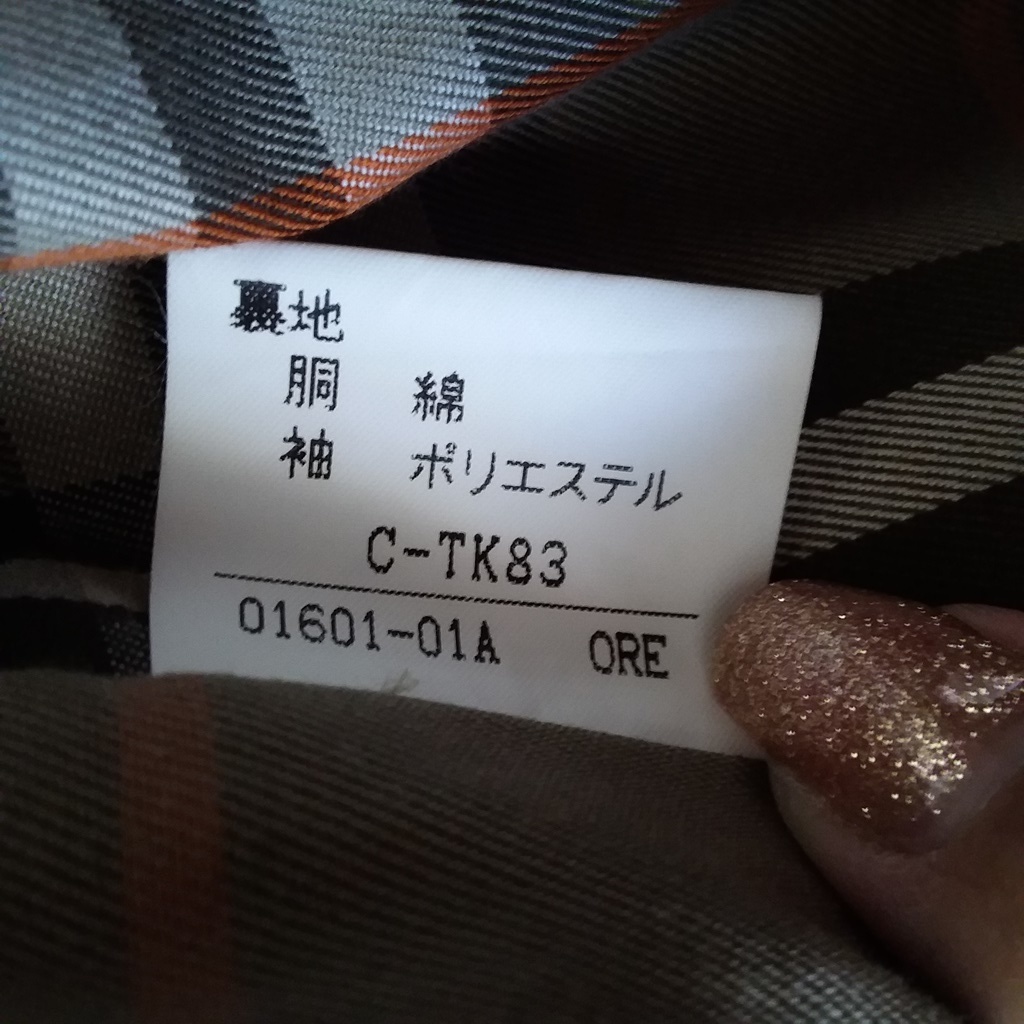 裏地
胴 綿
袖 ポリエステル
C-TK83
01601-01A ORE